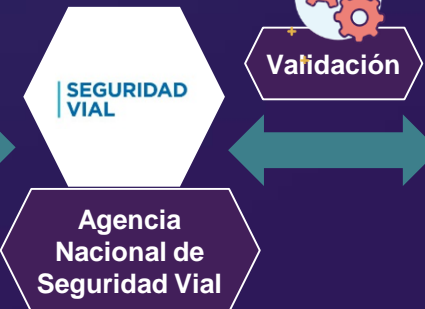 Validación
SEGURIDAD
VIAL
Agencia
Nacional de
Seguridad Vial